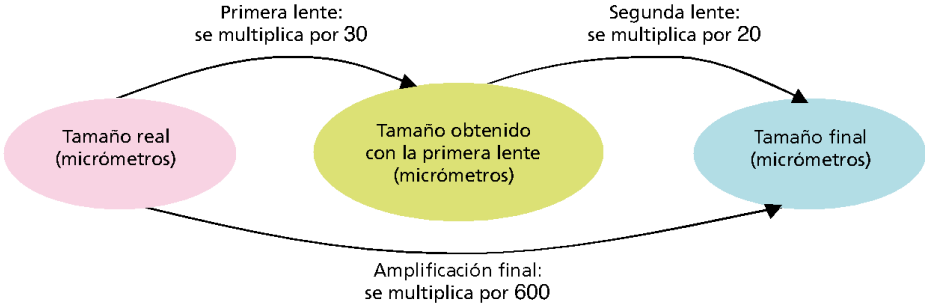 Primera lente:
se multiplica por 30
Segunda lente:
se multiplica por 20
Tamaño real
(micrómetros)
Tamaño obtenido
con la primera lente
(micrómetros)
Tamaño final
(micrómetros)
Amplificación final:
se multiplica por 600